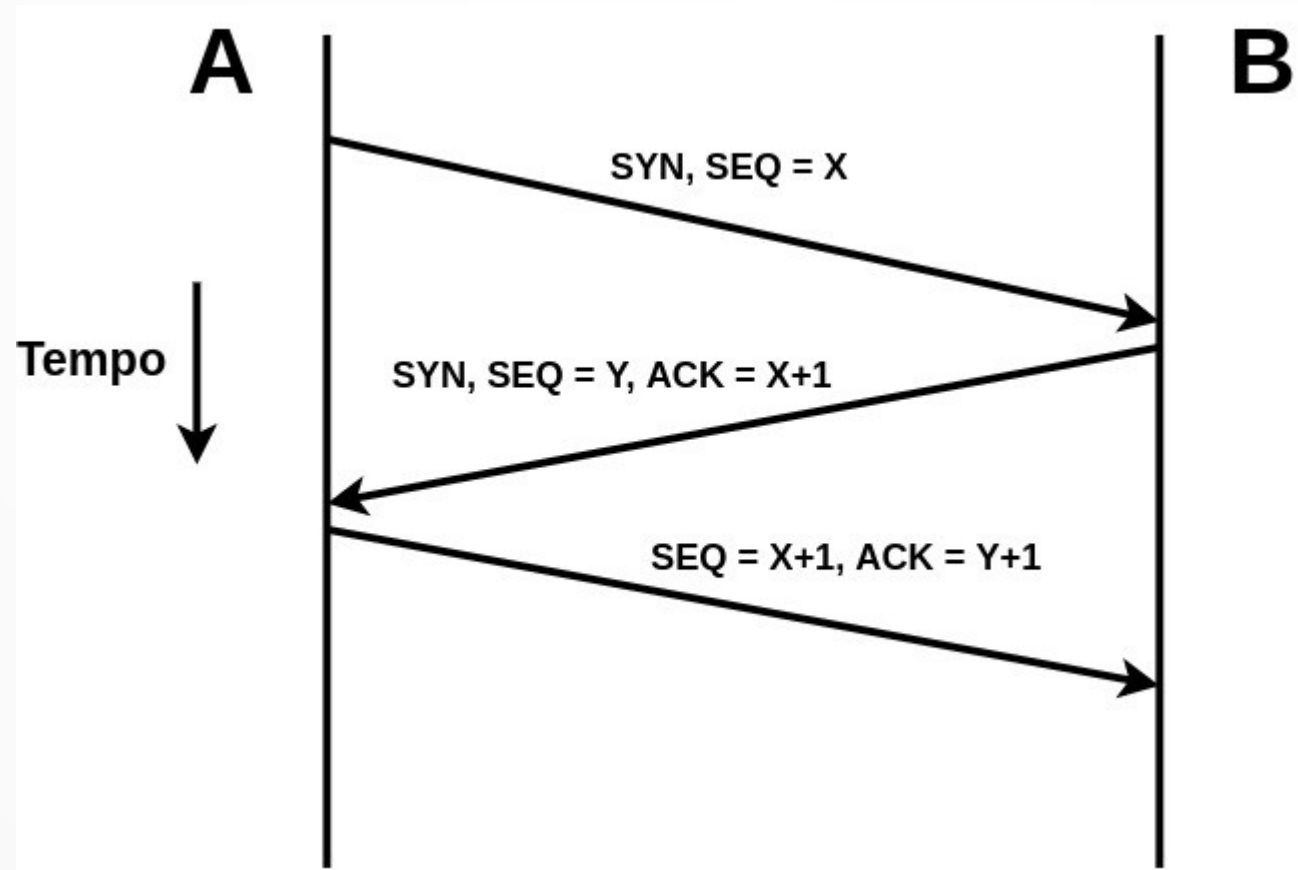 A
B
SYN, SEQ = X
Tempo
SYN, SEQ = Y, ACK = X+1
SEQ = X+1, ACK = Y+1